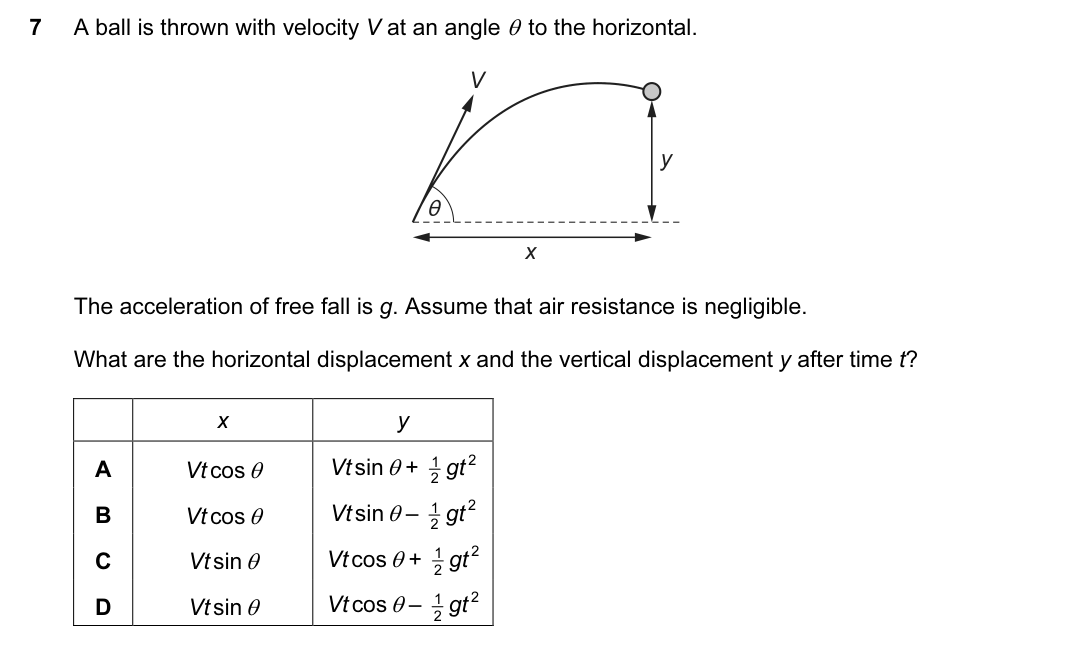 7 A ball is thrown with velocity V at an angle θ to the horizontal.
V
y
θ
x
The acceleration of free fall is g. Assume that air resistance is negligible.
What are the horizontal displacement x and the vertical displacement y after time t?
x y
A Vt cos θ Vt sin θ + 1/2 gt²
B Vt cos θ Vt sin θ – 1/2 gt²
C Vt sin θ Vt cos θ + 1/2 gt²
D Vt sin θ Vt cos θ – 1/2 gt²